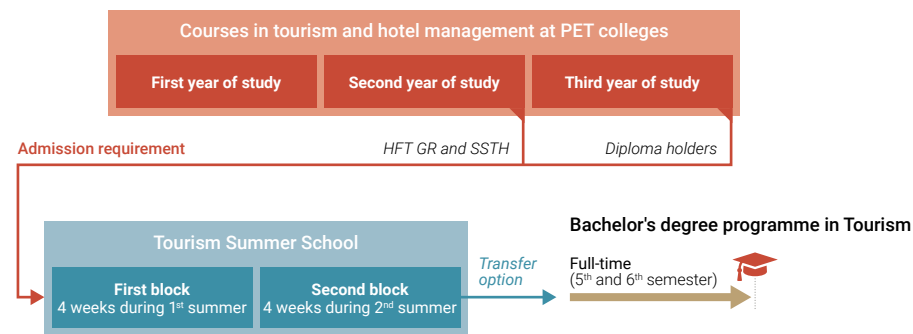 Courses in tourism and hotel management at PET colleges
First year of study
Second year of study
Third year of study
Admission requirement
HFT GR and SSTH
Diploma holders
Tourism Summer School
First block
4 weeks during 1st summer
Second block
4 weeks during 2nd summer
Transfer
option
Bachelor's degree programme in Tourism
Full-time
(5th and 6th semester)